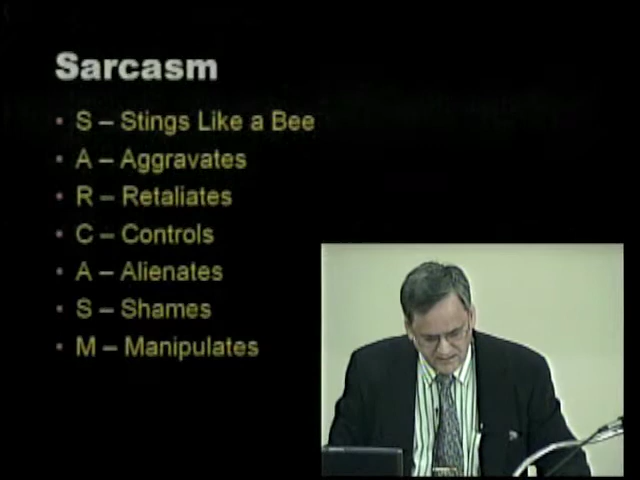 Sarcasm
• S – Stings Like a Bee
• A – Aggravates
• R – Retaliates
• C – Controls
• A – Alienates
• S – Shames
• M – Manipulates